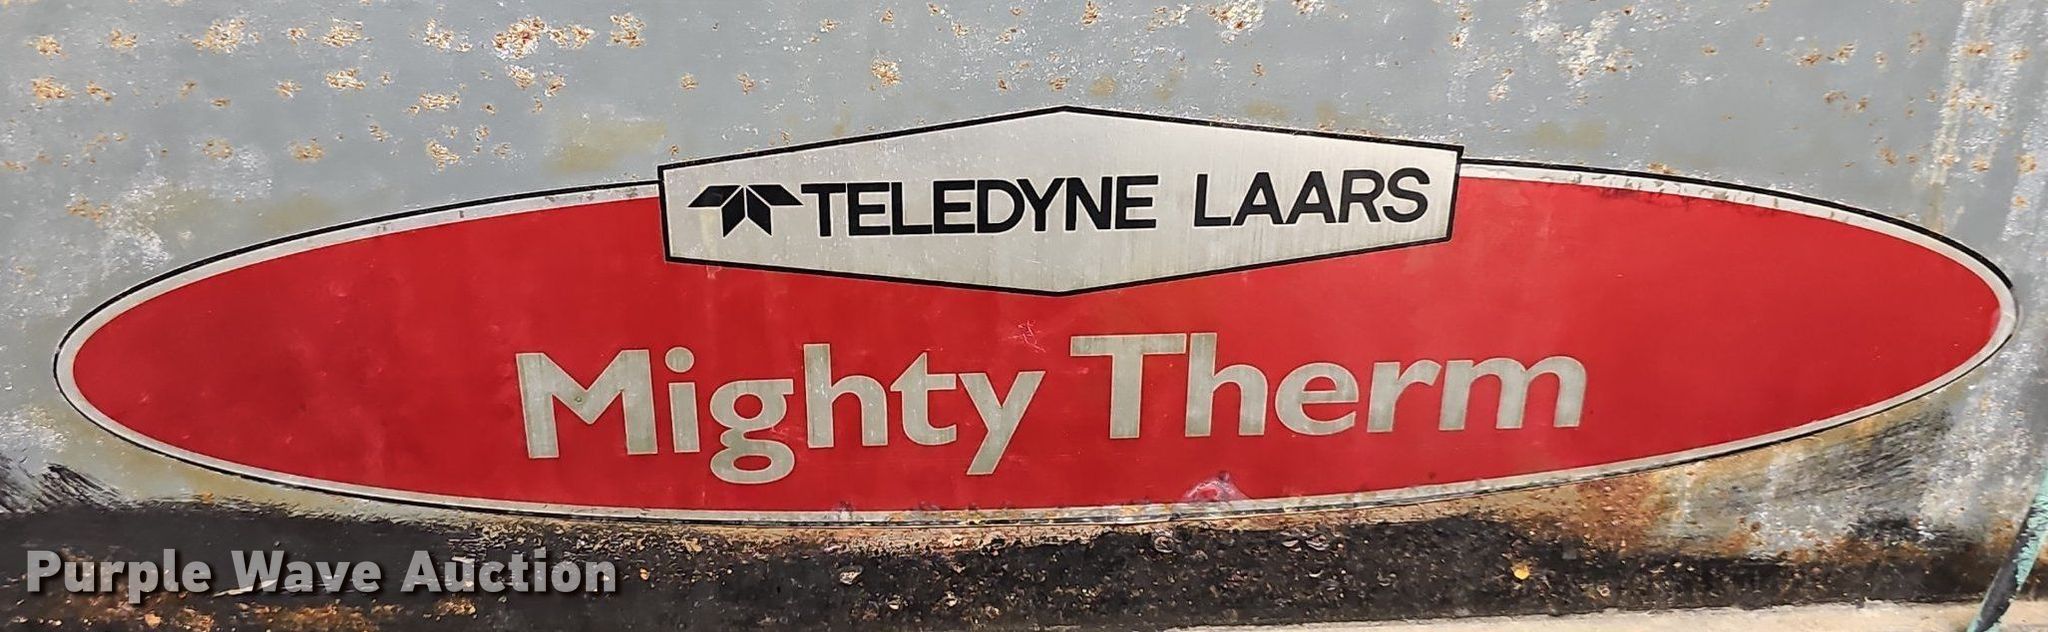 TELEDYNE LAARS
Mighty Therm
Purple Wave Auction